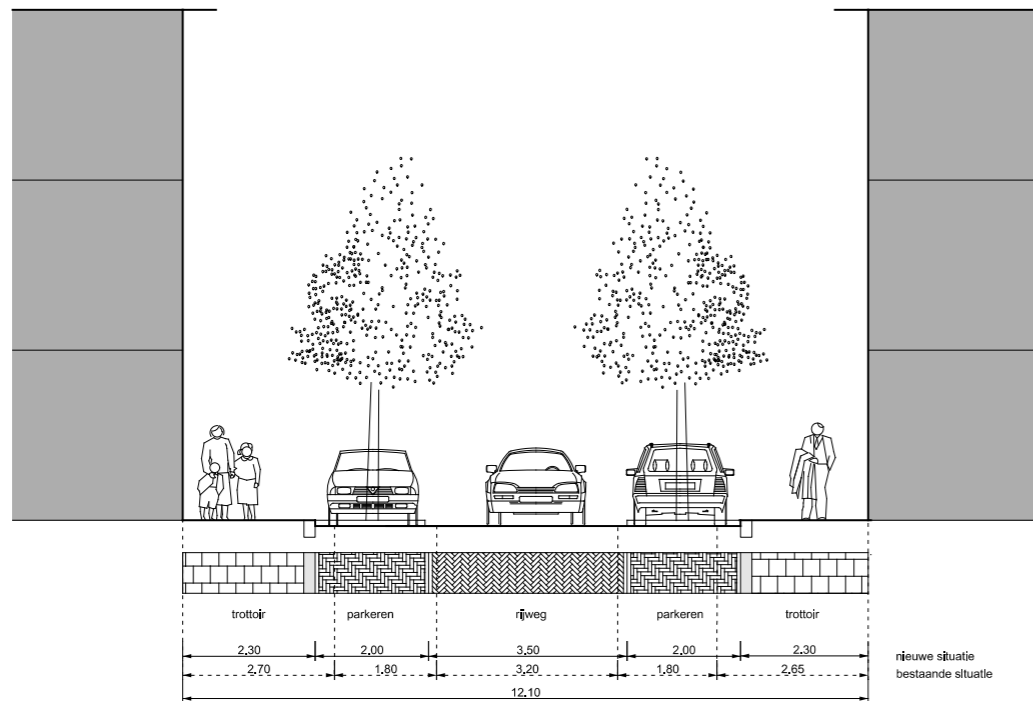 trottoir parkeren rijweg parkeren trottoir
2.30 2.00 3.50 2.00 2.30 nieuwe situatie
2.70 1.80 3.20 1.80 2.65 bestaande situatie
12.10